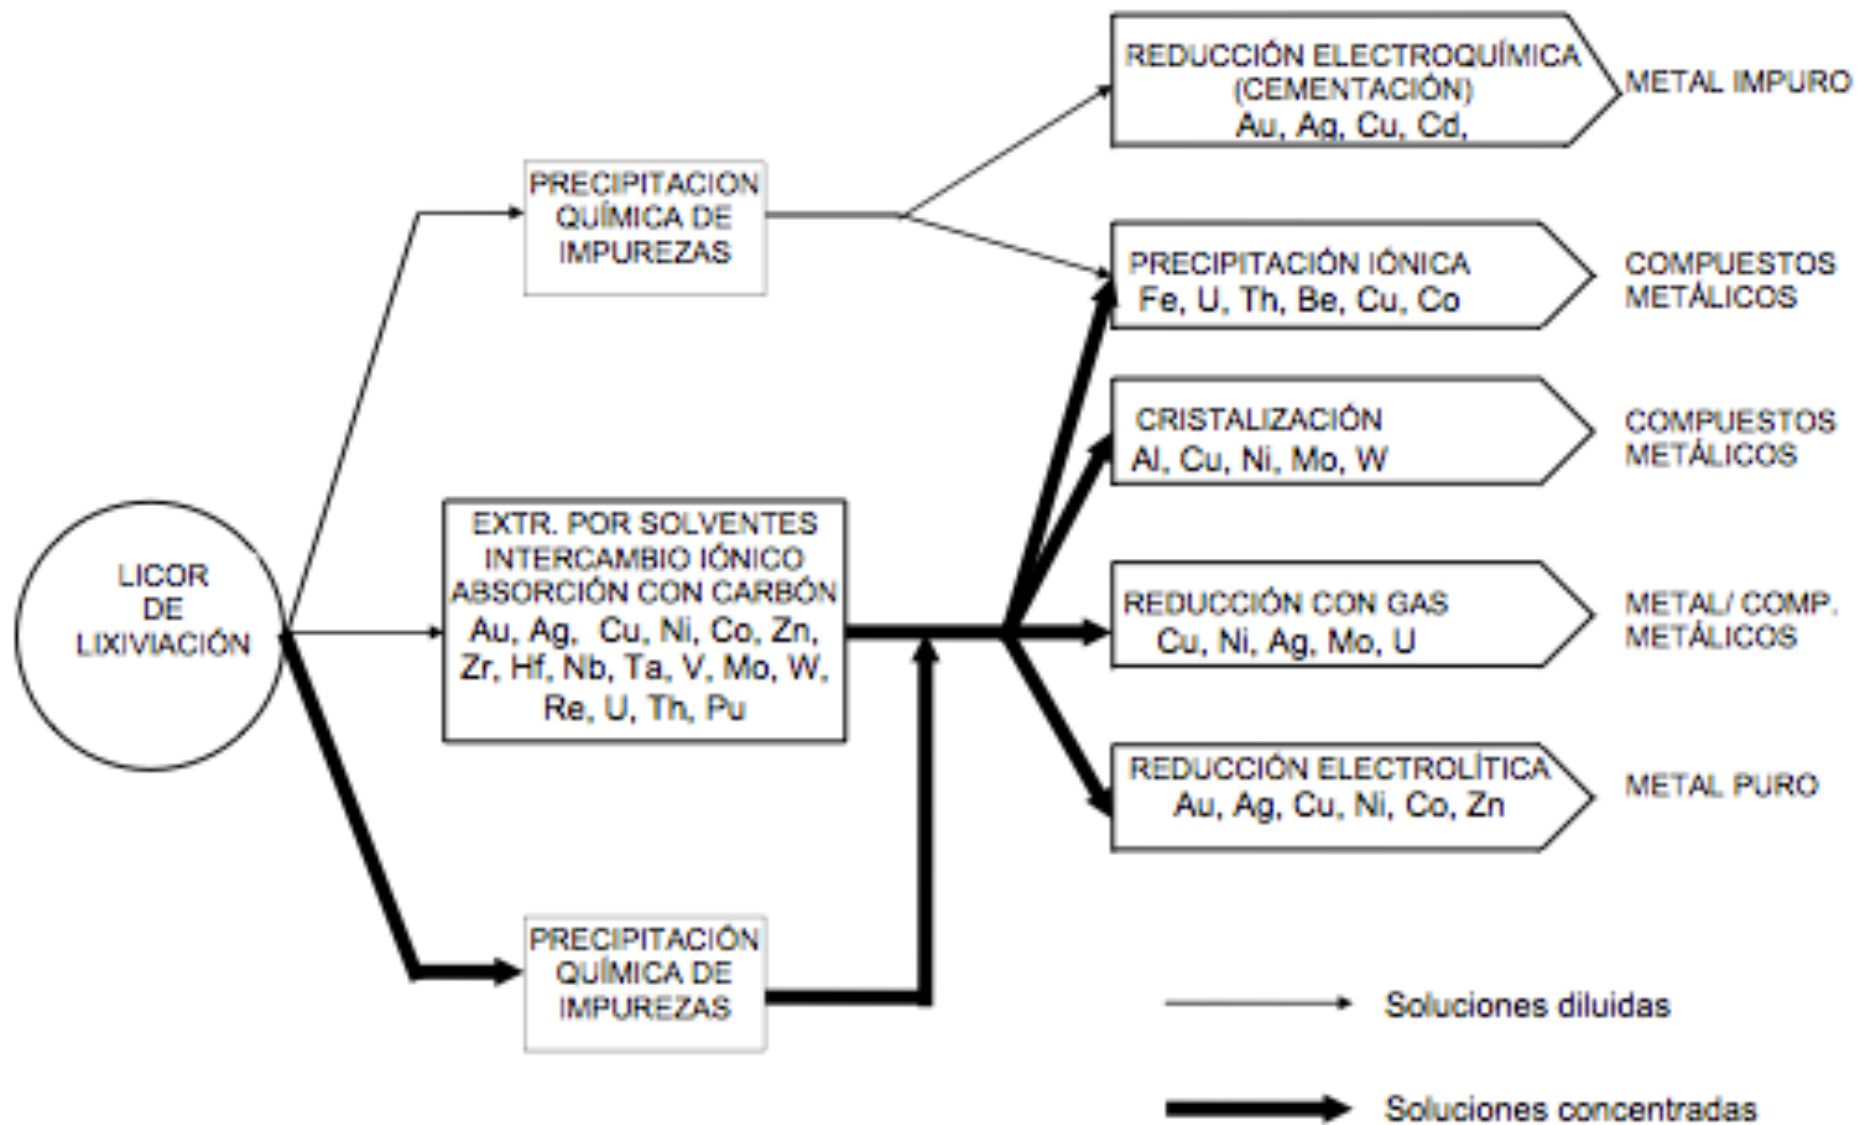 REDUCCIÓN ELECTROQUÍMICA
(CEMENTACIÓN)
Au, Ag, Cu, Cd,
METAL IMPURO
PRECIPITACION
QUÍMICA DE
IMPUREZAS
PRECIPITACIÓN IÓNICA
Fe, U, Th, Be, Cu, Co
COMPUESTOS
METÁLICOS
CRISTALIZACIÓN
Al, Cu, Ni, Mo, W
COMPUESTOS
METÁLICOS
LICOR
DE
LIXIVIACIÓN
EXTR. POR SOLVENTES
INTERCAMBIO IÓNICO
ABSORCIÓN CON CARBÓN
Au, Ag, Cu, Ni, Co, Zn,
Zr, Hf, Nb, Ta, V, Mo, W,
Re, U, Th, Pu
REDUCCIÓN CON GAS
Cu, Ni, Ag, Mo, U
METAL/ COMP.
METÁLICOS
REDUCCIÓN ELECTROLÍTICA
Au, Ag, Cu, Ni, Co, Zn
METAL PURO
PRECIPITACIÓN
QUÍMICA DE
IMPUREZAS
Soluciones diluidas
Soluciones concentradas